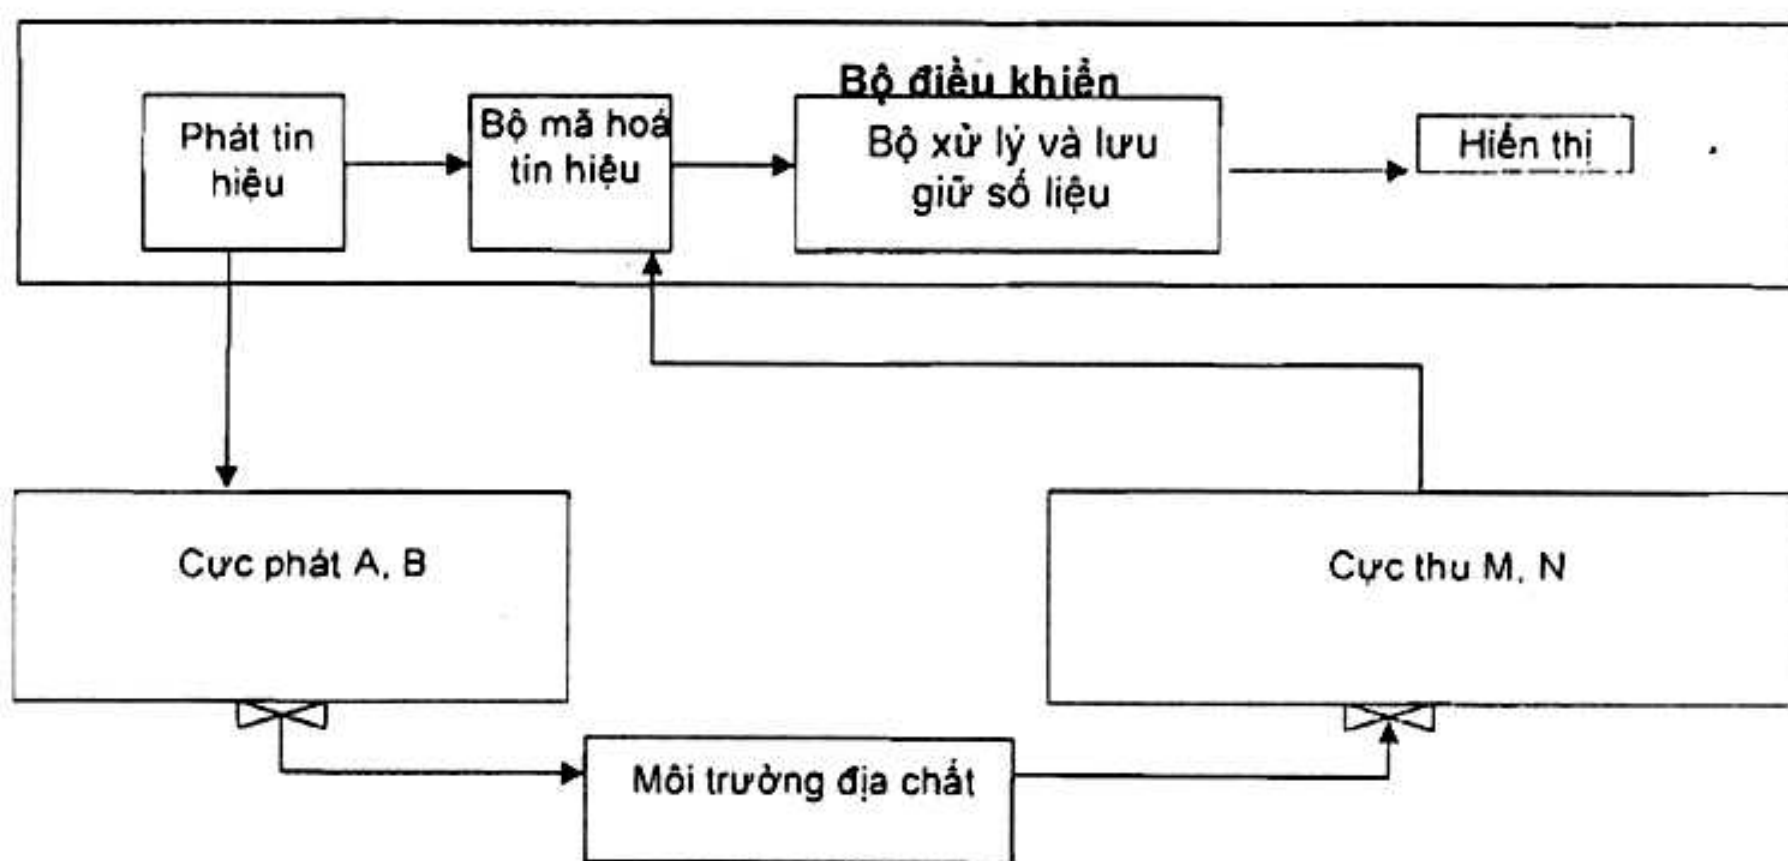 Bộ điều khiển
Phát tin
hiệu
Bộ mã hoá
tin hiệu
Bộ xử lý và lưu
giữ số liệu
Hiển thị
Cực phát A, B
Cực thu M, N
Môi trường địa chất